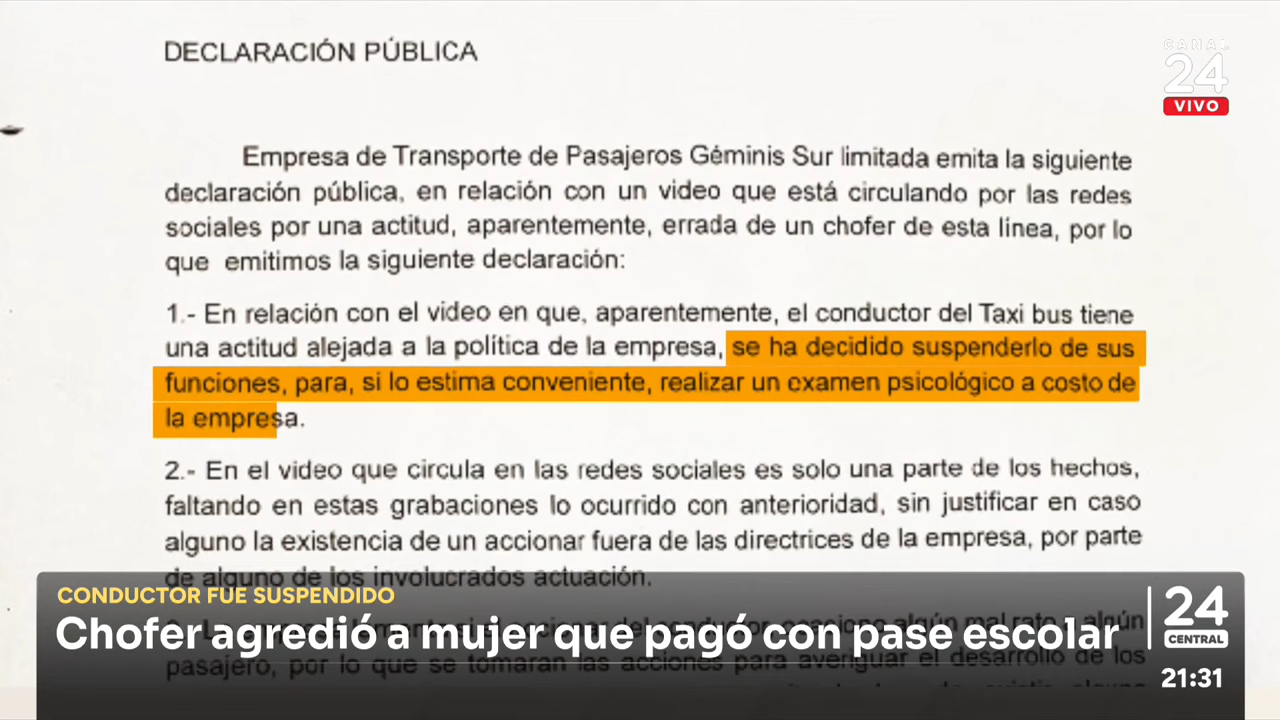 DECLARACIÓN PÚBLICA
CANAL
24
VIVO
Empresa de Transporte de Pasajeros Géminis Sur limitada emita la siguiente
declaración pública, en relación con un video que está circulando por las redes
sociales por una actitud, aparentemente, errada de un chofer de esta línea, por lo
que emitimos la siguiente declaración:
1.- En relación con el video en que, aparentemente, el conductor del Taxi bus tiene
una actitud alejada a la política de la empresa, se ha decidido suspenderlo de sus
funciones, para, si lo estima conveniente, realizar un examen psicológico a costo de
la empresa.
2.- En el video que circula en las redes sociales es solo una parte de los hechos,
faltando en estas grabaciones lo ocurrido con anterioridad, sin justificar en caso
alguno la existencia de un accionar fuera de las directrices de la empresa, por parte
de alguno de los involucrados actuación.
CONDUCTOR FUE SUSPENDIDO
Chofer agredió a mujer que pagó con pase escolar
pasajero, por lo que se tomaran las acciones para averiguar el desarrollo de los
24
CENTRAL
21:31